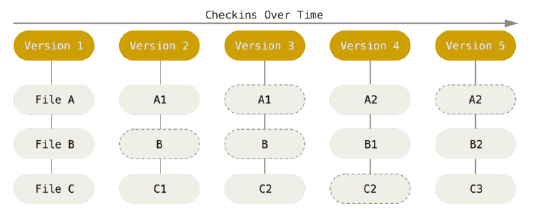 Checkins Over Time
Version 1 Version 2 Version 3 Version 4 Version 5
File A A1 A1 A2 A2
File B B B B1 B2
File C C1 C2 C2 C3